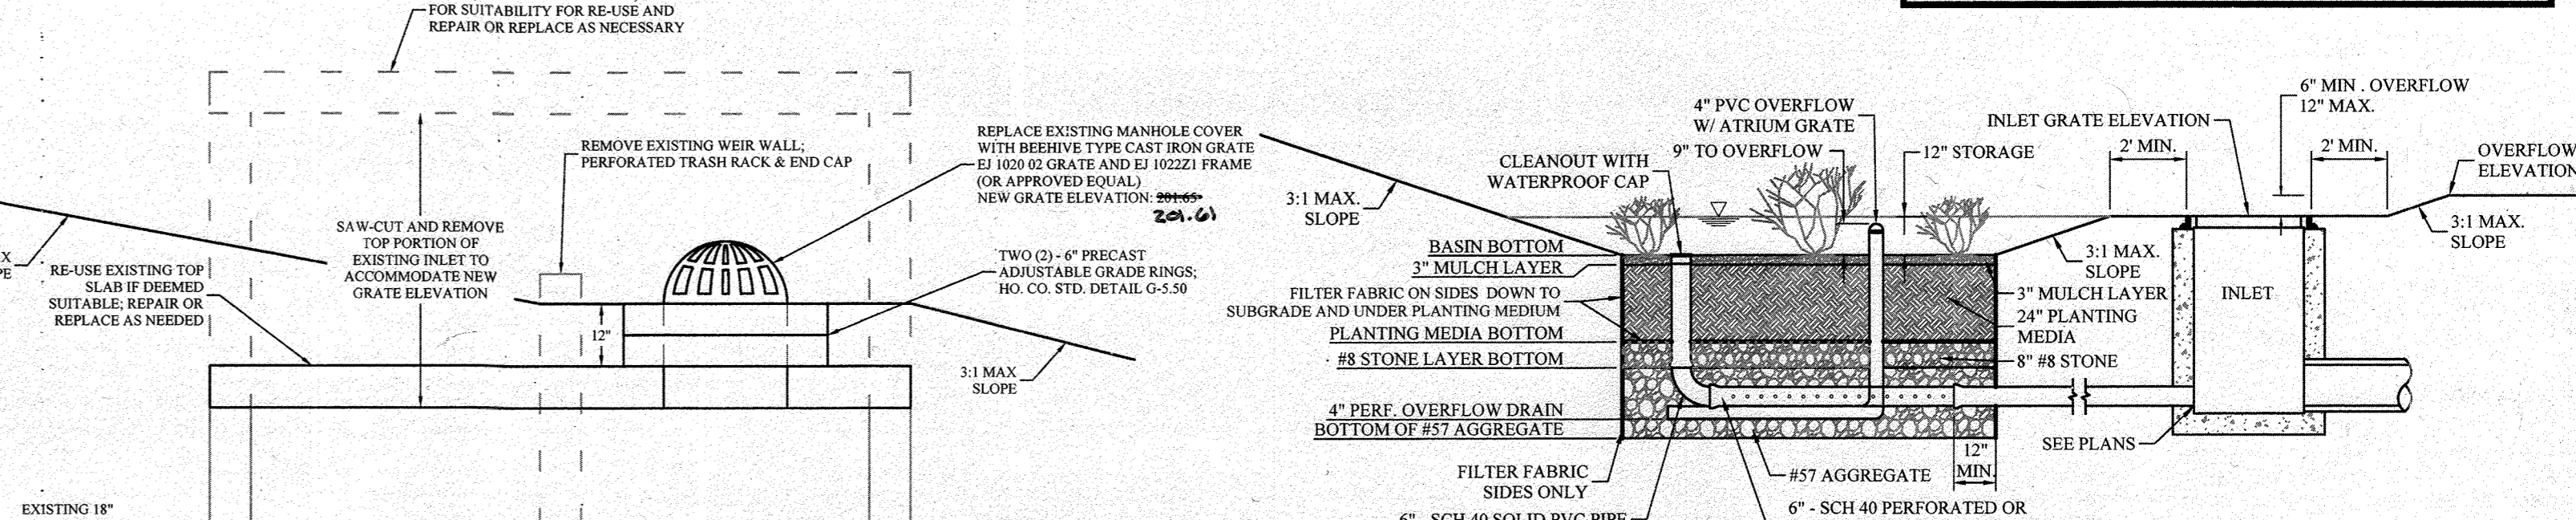 FOR SUITABILITY FOR RE-USE AND
REPAIR OR REPLACE AS NECESSARY
REMOVE EXISTING WEIR WALL;
PERFORATED TRASH RACK & END CAP
REPLACE EXISTING MANHOLE COVER
WITH BEEHIVE TYPE CAST IRON GRATE
EJ 1020 02 GRATE AND EJ 1022Z1 FRAME
(OR APPROVED EQUAL)
NEW GRATE ELEVATION: 201.65
201.61
SAW-CUT AND REMOVE
TOP PORTION OF
EXISTING INLET TO
ACCOMMODATE NEW
GRATE ELEVATION
RE-USE EXISTING TOP
SLAB IF DEEMED
SUITABLE; REPAIR OR
REPLACE AS NEEDED
TWO (2) - 6" PRECAST
ADJUSTABLE GRADE RINGS;
HO. CO. STD. DETAIL G-5.50
12"
3:1 MAX
SLOPE
EXISTING 18"
3:1 MAX.
SLOPE
CLEANOUT WITH
WATERPROOF CAP
4" PVC OVERFLOW
W/ ATRIUM GRATE
9" TO OVERFLOW
12" STORAGE
INLET GRATE ELEVATION
2' MIN.
6" MIN . OVERFLOW
12" MAX.
2' MIN.
OVERFLOW
ELEVATION
3:1 MAX.
SLOPE
3:1 MAX.
SLOPE
BASIN BOTTOM
3" MULCH LAYER
FILTER FABRIC ON SIDES DOWN TO
SUBGRADE AND UNDER PLANTING MEDIUM
PLANTING MEDIA BOTTOM
#8 STONE LAYER BOTTOM
4" PERF. OVERFLOW DRAIN
BOTTOM OF #57 AGGREGATE
3" MULCH LAYER
24" PLANTING
MEDIA
8" #8 STONE
INLET
SEE PLANS
12"
MIN.
#57 AGGREGATE
FILTER FABRIC
SIDES ONLY
6" - SCH 40 SOLID PVC PIPE
6" - SCH 40 PERFORATED OR